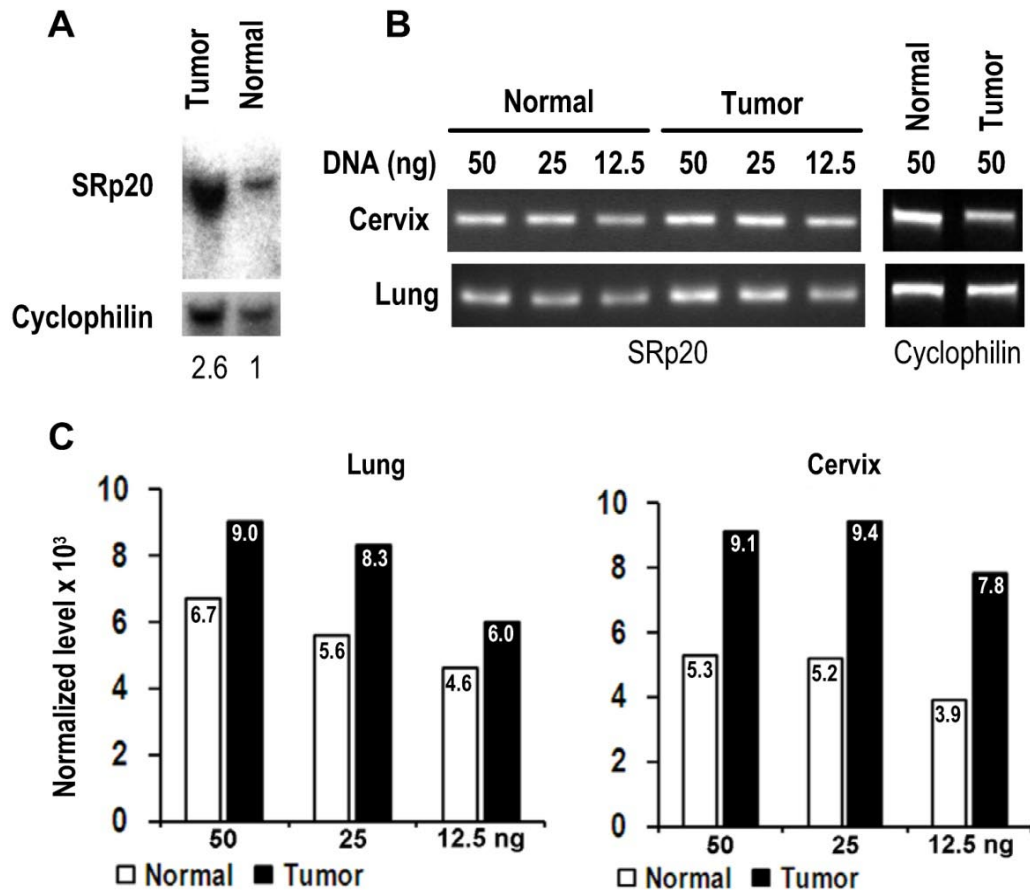 A
Tumor
Normal
SRp20
Cyclophilin
2.6 1
B
Normal Tumor
Normal
Tumor
DNA (ng) 50 25 12.5 50 25 12.5 50 50
Cervix
Lung
SRp20 Cyclophilin
C
Lung
Normalized level x 10³
10
8
6
4
2
0
6.7 9.0 5.6 8.3 4.6 6.0
50 25 12.5 ng
Normal Tumor
Cervix
10
8
6
4
2
0
5.3 9.1 5.2 9.4 3.9 7.8
50 25 12.5 ng
Normal Tumor